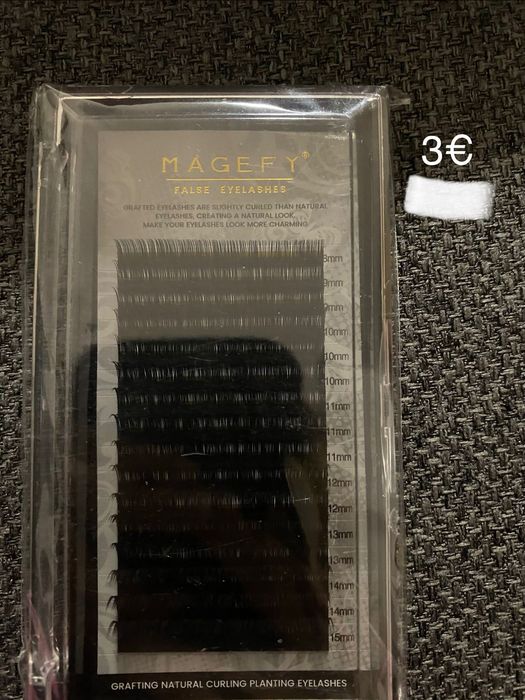 MAGEFY®
FALSE EYELASHES
GRAFTED EYELASHES ARE SLIGHTLY CURLED THAN NATURAL
EYELASHES, CREATING A NATURAL LOOK,
MAKE YOUR EYELASHES LOOK MORE CHARMING
3€
8mm
9mm
9mm
10mm
10mm
10mm
11mm
11mm
11mm
12mm
12mm
13mm
13mm
14mm
14mm
15mm
GRAFTING NATURAL CURLING PLANTING EYELASHES